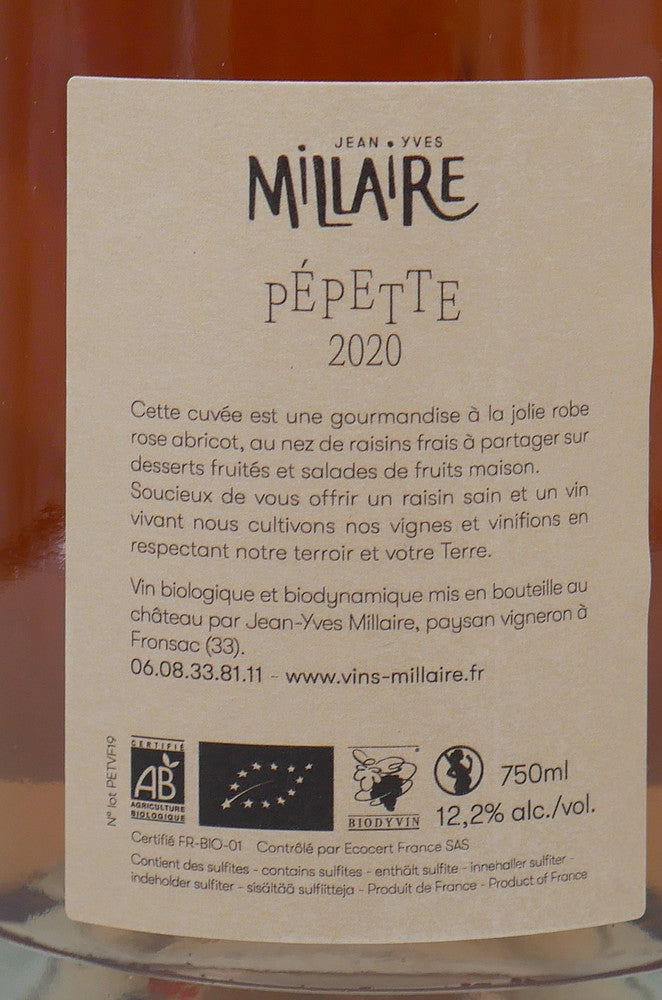 JEAN • YVES
MiLLAiRE
PÉPETTE
2020
Cette cuvée est une gourmandise à la jolie robe
rose abricot, au nez de raisins frais à partager sur
desserts fruités et salades de fruits maison.
Soucieux de vous offrir un raisin sain et un vin
vivant nous cultivons nos vignes et vinifions en
respectant notre terroir et votre Terre.
Vin biologique et biodynamique mis en bouteille au
château par Jean-Yves Millaire, paysan vigneron à
Fronsac (33).
06.08.33.81.11 - www.vins-millaire.fr
N° lot PETVF19
CERTIFIÉ
AB
AGRICULTURE
BIOLOGIQUE
BIODYVIN
750ml
12,2% alc./vol.
Certifié FR-BIO-01 Contrôlé par Ecocert France SAS
Contient des sulfites - contains sulfites - enthält sulfite - innehaller sulfiter -
indeholder sulfiter - sisältää sulfiitteja - Produit de France - Product of France